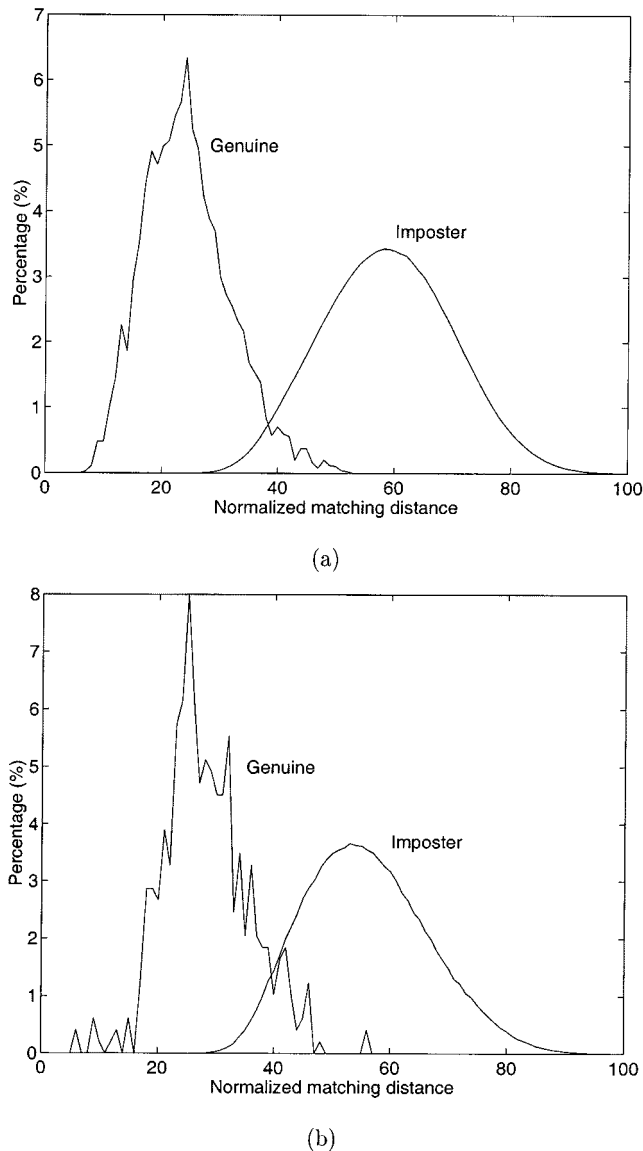 7
6
5
4
3
2
1
0
Percentage (%)
Genuine
Imposter
0 20 40 60 80 100
Normalized matching distance
(a)
8
7
6
5
4
3
2
1
0
Percentage (%)
Genuine
Imposter
0 20 40 60 80 100
Normalized matching distance
(b)